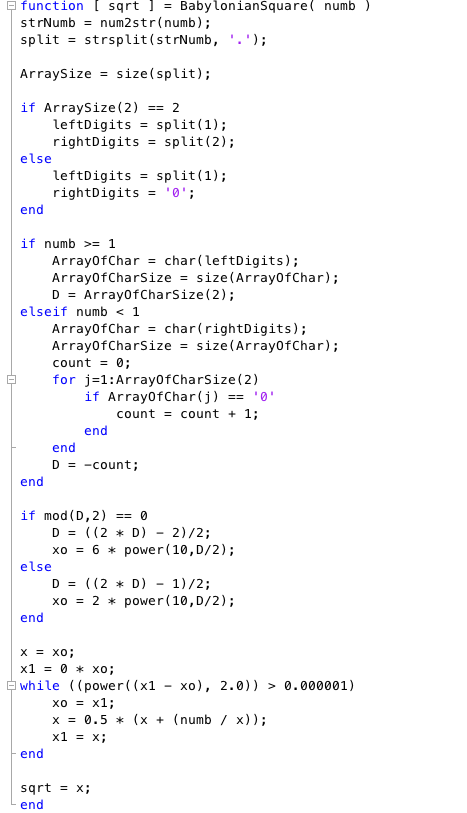 function [ sqrt ] = BabylonianSquare( numb )
strNumb = num2str(numb);
split = strsplit(strNumb, '.');
ArraySize = size(split);
if ArraySize(2) == 2
    leftDigits = split(1);
    rightDigits = split(2);
else
    leftDigits = split(1);
    rightDigits = '0';
end
if numb >= 1
    ArrayOfChar = char(leftDigits);
    ArrayOfCharSize = size(ArrayOfChar);
    D = ArrayOfCharSize(2);
elseif numb < 1
    ArrayOfChar = char(rightDigits);
    ArrayOfCharSize = size(ArrayOfChar);
    count = 0;
    for j=1:ArrayOfCharSize(2)
        if ArrayOfChar(j) == '0'
            count = count + 1;
        end
    end
    D = -count;
end
if mod(D,2) == 0
    D = ((2 * D) - 2)/2;
    xo = 6 * power(10,D/2);
else
    D = ((2 * D) - 1)/2;
    xo = 2 * power(10,D/2);
end
x = xo;
x1 = 0 * xo;
while ((power((x1 - xo), 2.0)) > 0.000001)
    xo = x1;
    x = 0.5 * (x + (numb / x));
    x1 = x;
end
sqrt = x;
end